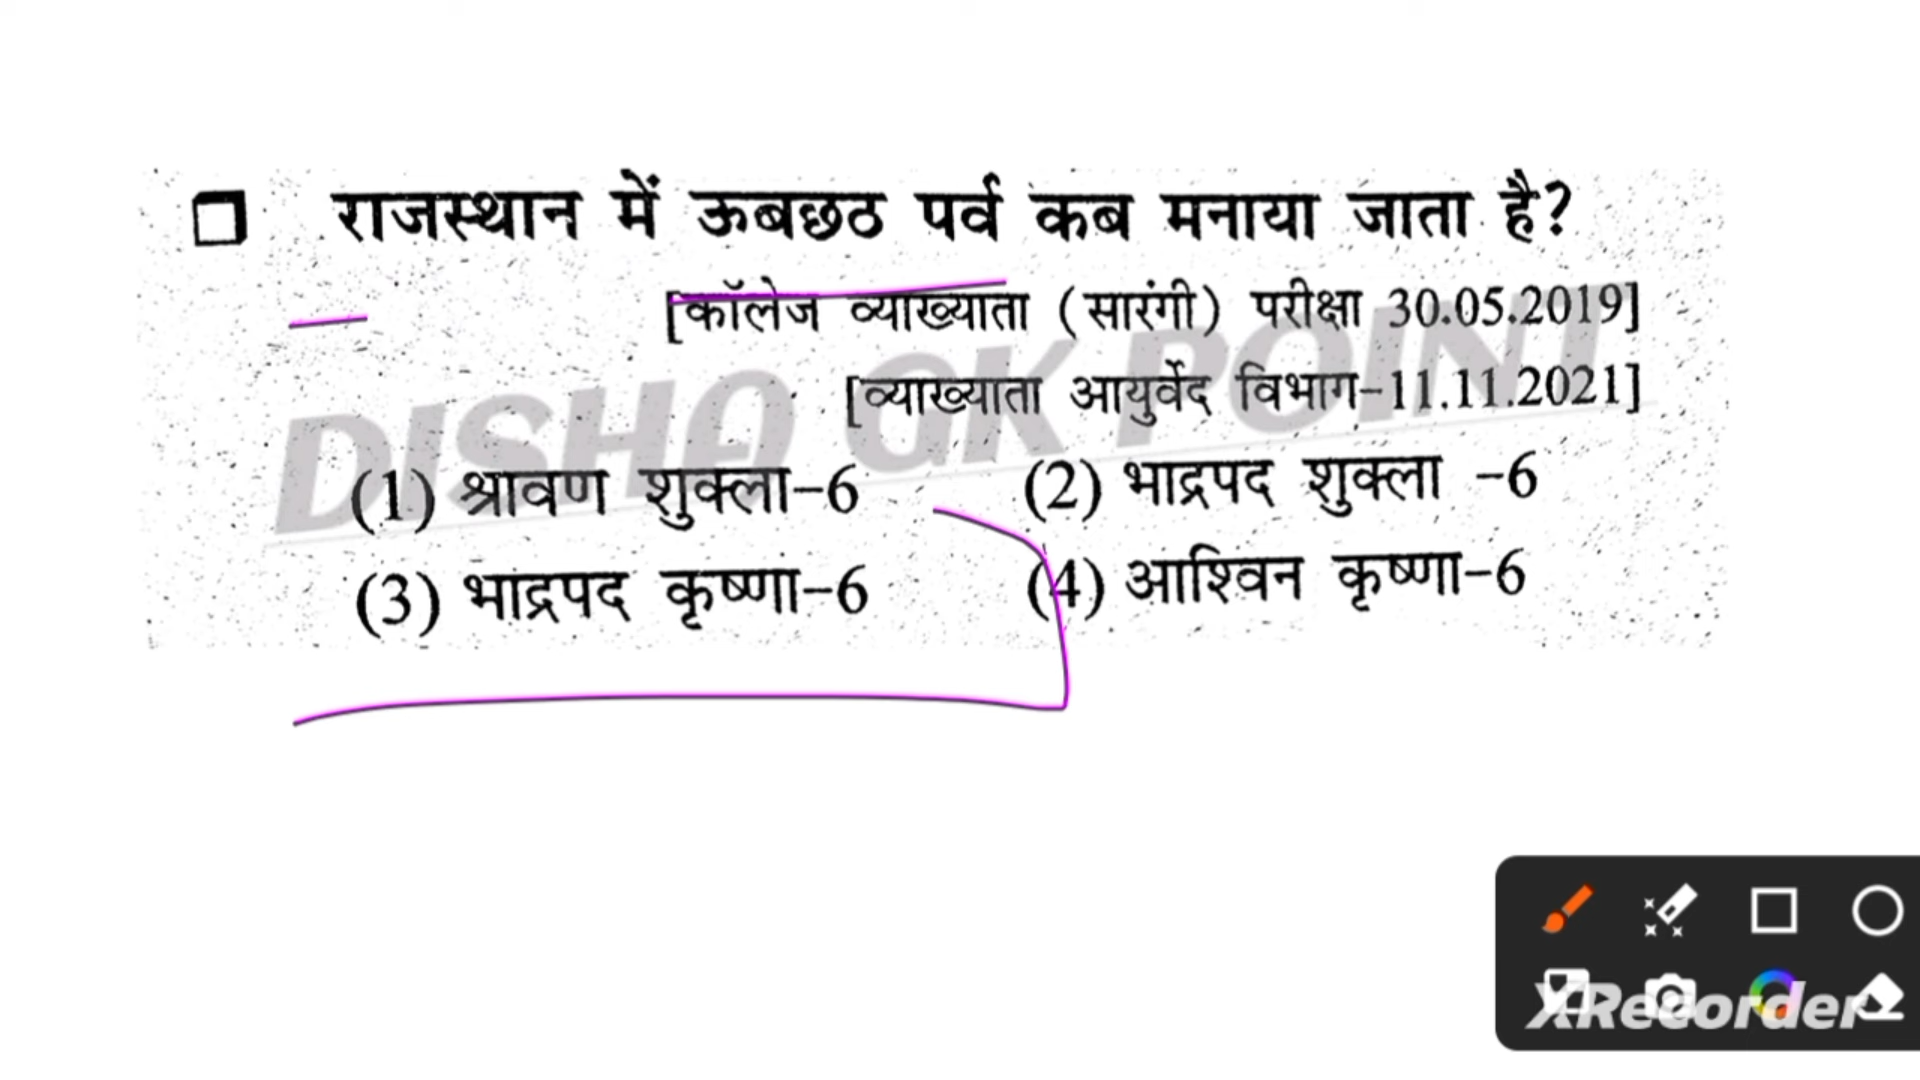 राजस्थान में ऊबछठ पर्व कब मनाया जाता है?
[कॉलेज व्याख्याता (सारंगी) परीक्षा 30.05.2019]
[व्याख्याता आयुर्वेद विभाग-11.11.2021]
DISHA GK POINT
(1) श्रावण शुक्ला-6 (2) भाद्रपद शुक्ला -6
(3) भाद्रपद कृष्णा-6 (4) आश्विन कृष्णा-6
XRecorder